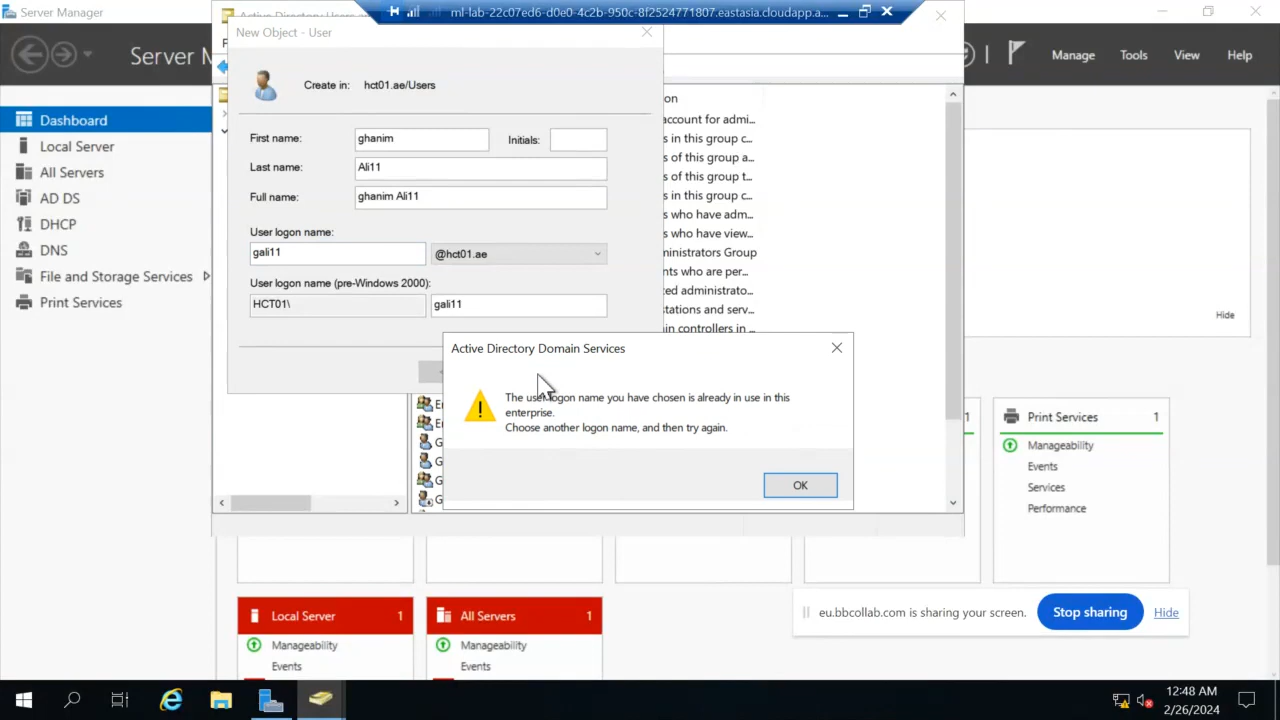 Server Manager
ml-lab-22c07ed6-d0e0-4c2b-950c-8f2524771807.eastasia.cloudapp.a...
New Object - User
Manage
Tools
View
Help
Create in: hct01.ae/Users
First name: ghanim
Initials:
Last name: Ali11
Full name: ghanim Ali11
User logon name:
gali11
@hct01.ae
User logon name (pre-Windows 2000):
HCT01\
gali11
Dashboard
Local Server
All Servers
AD DS
DHCP
DNS
File and Storage Services
Print Services
account for admi...
s in this group c...
s of this group a...
s of this group t...
s in this group c...
s who have adm...
s who have view...
ministrators Group
nts who are per...
ed administrato...
stations and serv...
Hide
Active Directory Domain Services
The user logon name you have chosen is already in use in this
enterprise.
Choose another logon name, and then try again.
OK
Print Services 1
Manageability
Events
Services
Performance
Local Server 1
Manageability
Events
All Servers 1
Manageability
Events
eu.bbcollab.com is sharing your screen.
Stop sharing
Hide
12:48 AM
2/26/2024